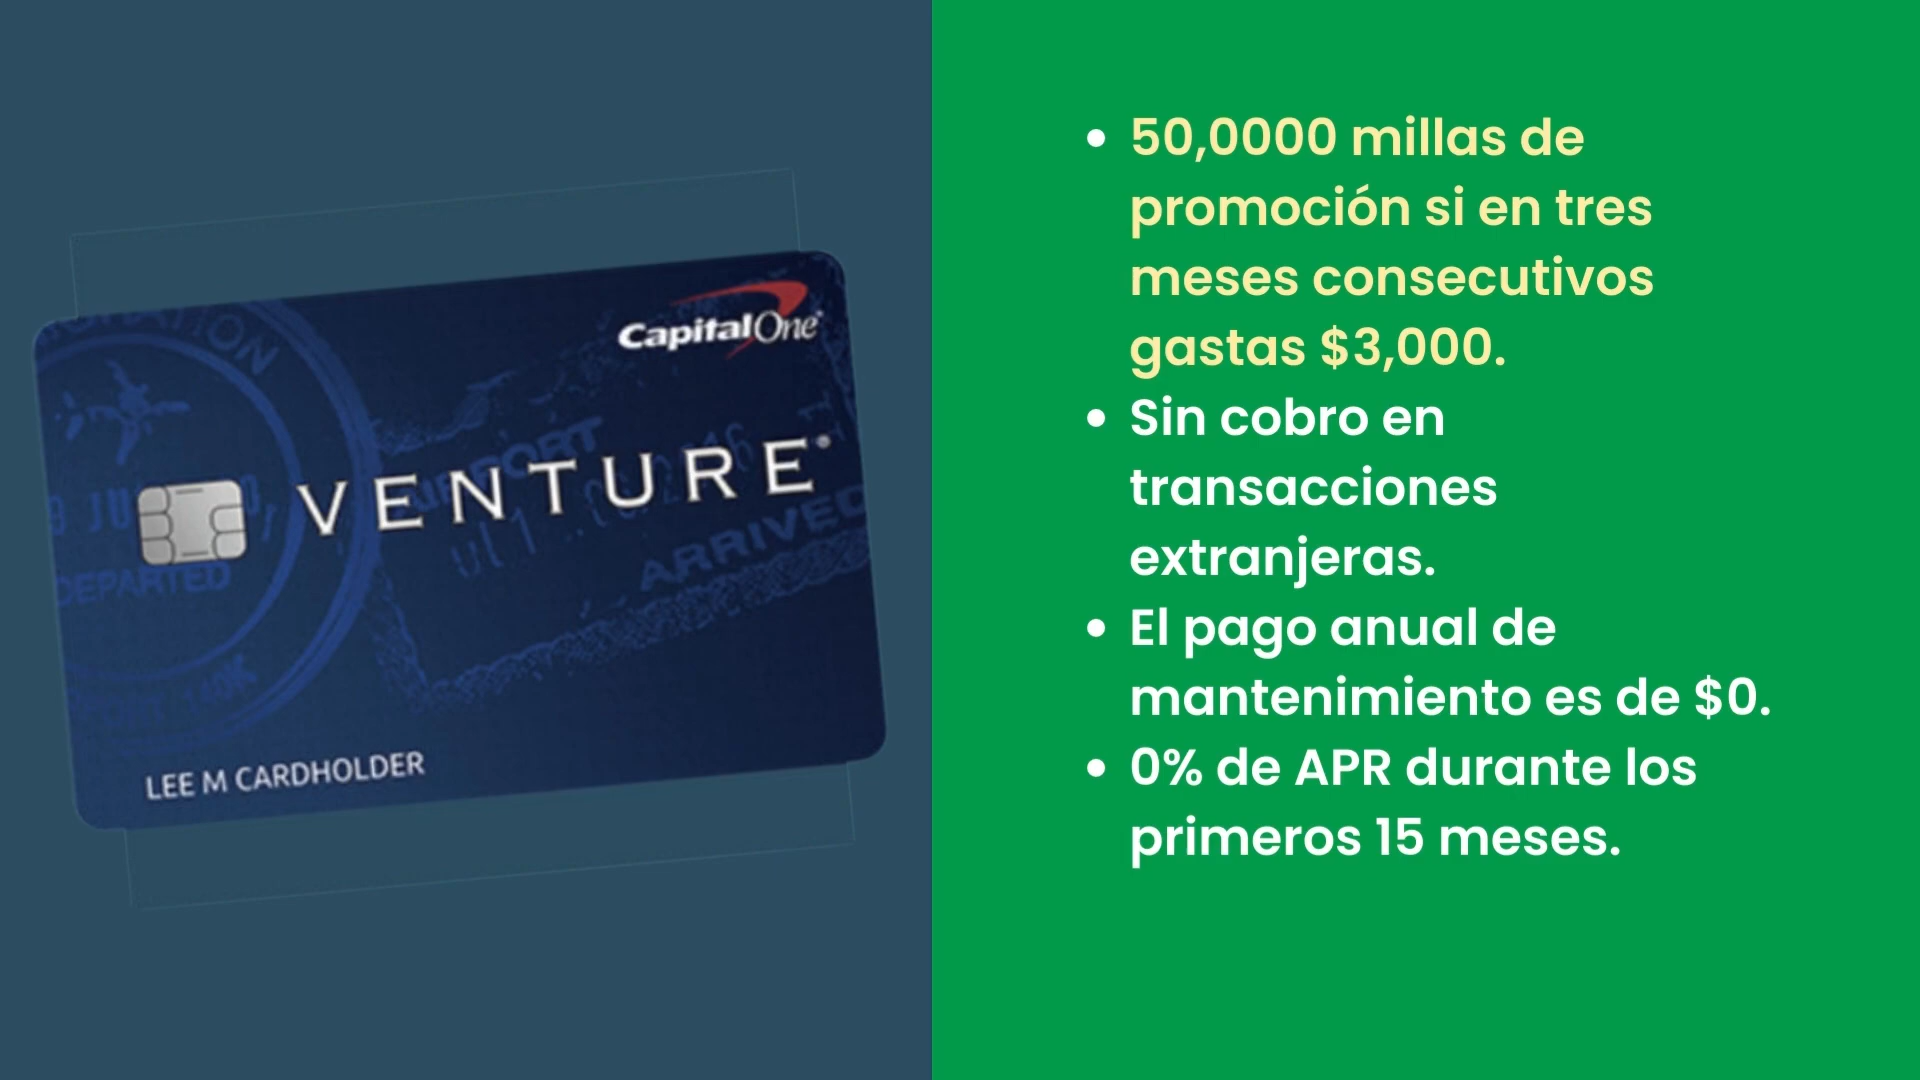 CapitalOne
VENTURE®
DEPARTED
ARRIVED
LEE M CARDHOLDER
50,0000 millas de
promoción si en tres
meses consecutivos
gastas $3,000.
Sin cobro en
transacciones
extranjeras.
El pago anual de
mantenimiento es de $0.
0% de APR durante los
primeros 15 meses.